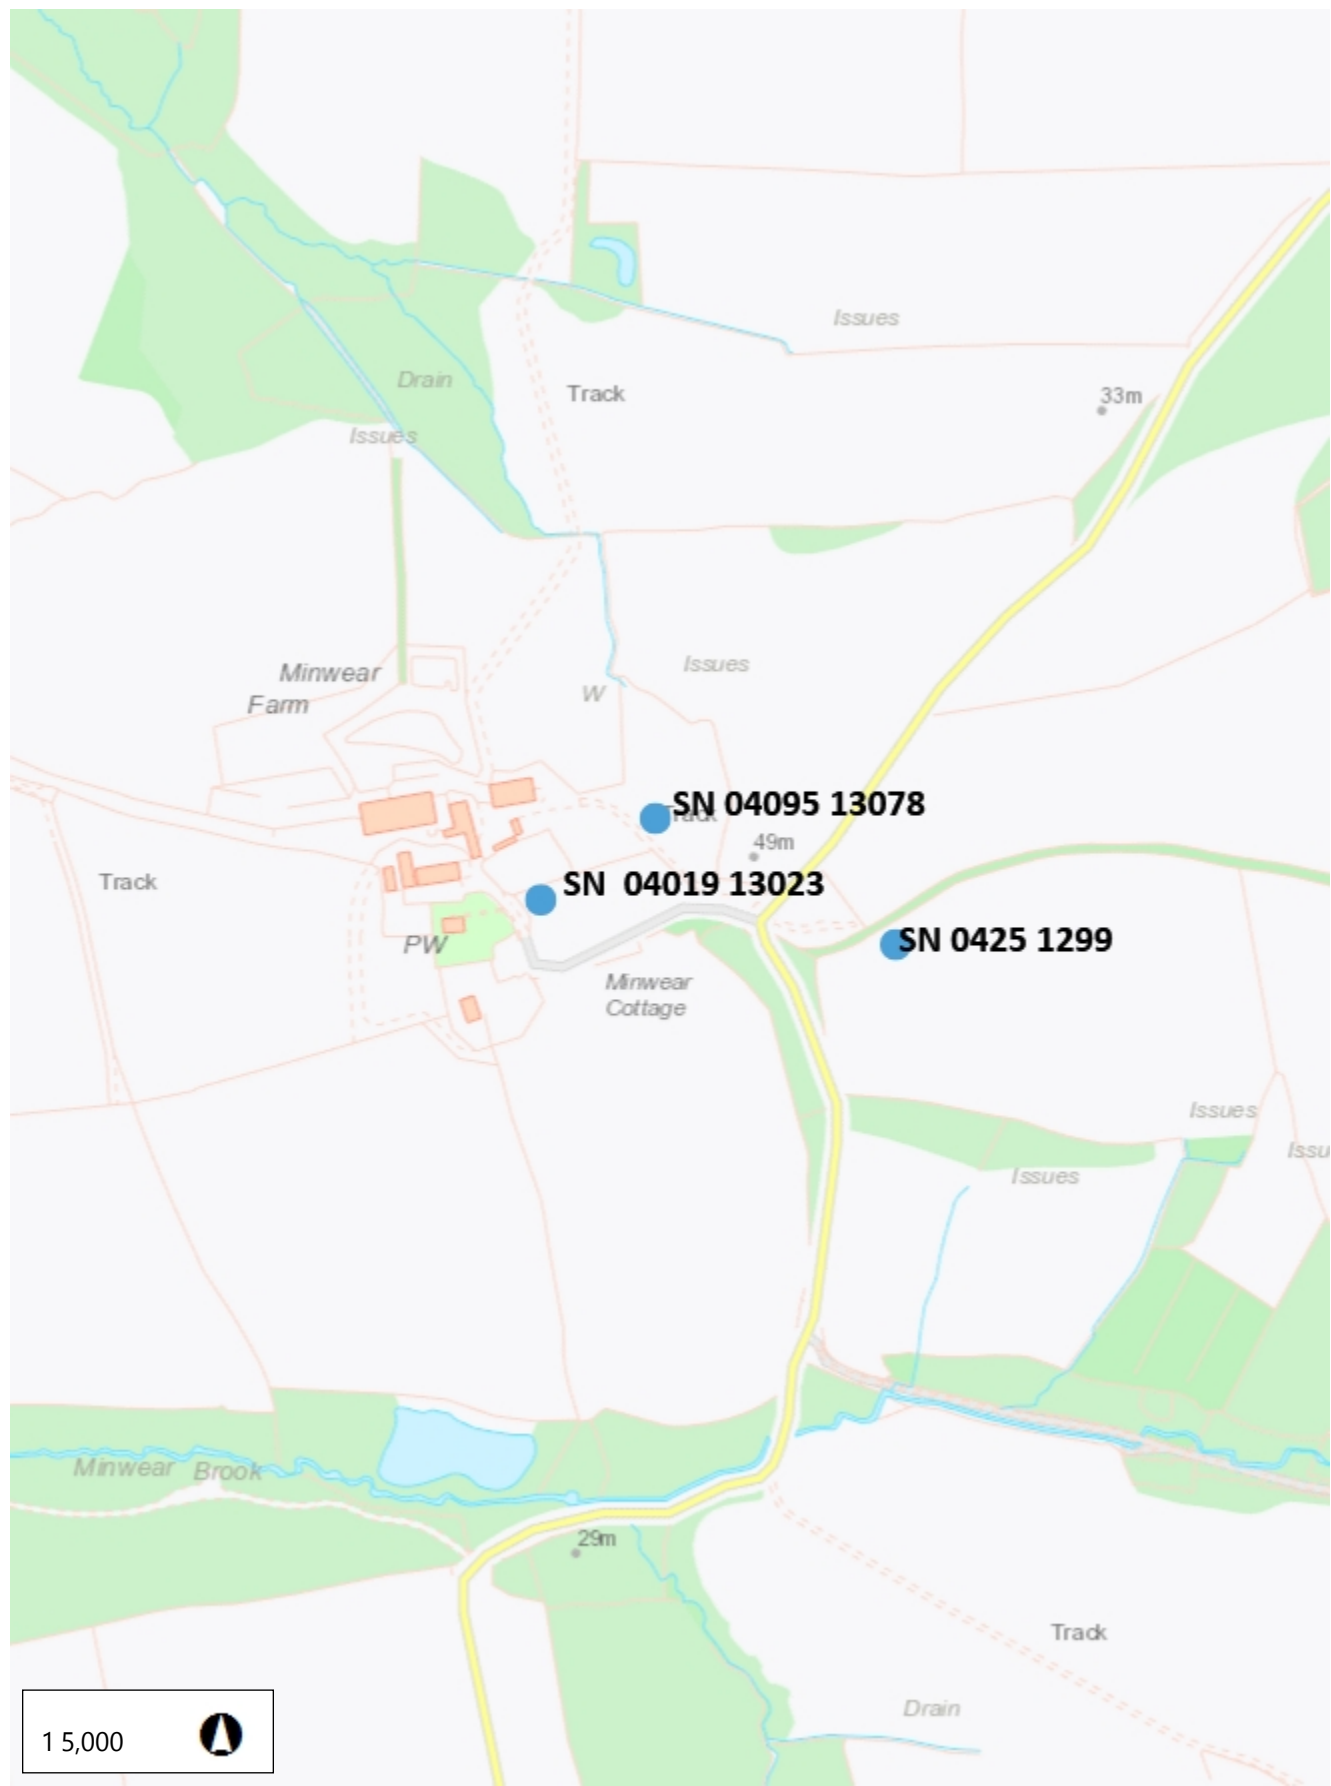 Issues
Drain
Track
33m
Issues
Minwear
Farm
Issues
W
SN 04095 13078
49m
Track
SN  04019 13023
PW
SN 0425 1299
Minwear
Cottage
Issues
Issues
Minwear Brook
29m
Track
Drain
1 5,000